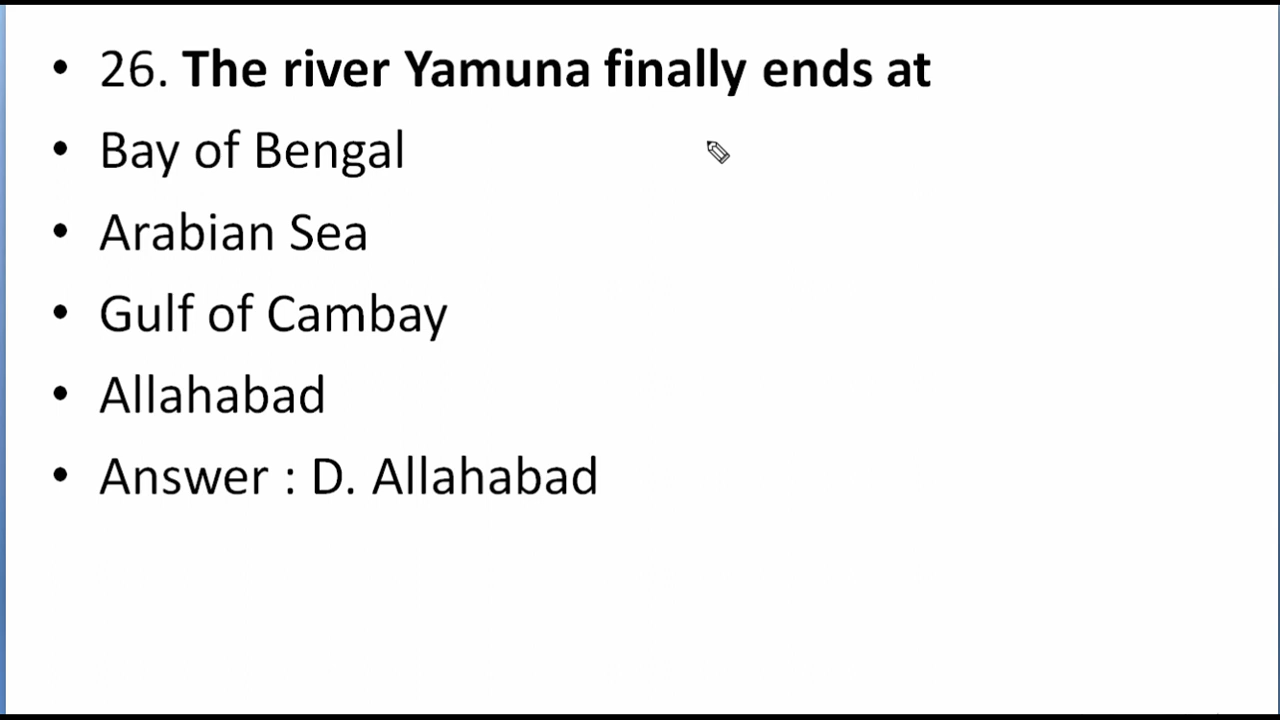 • 26. The river Yamuna finally ends at
• Bay of Bengal
• Arabian Sea
• Gulf of Cambay
• Allahabad
• Answer : D. Allahabad